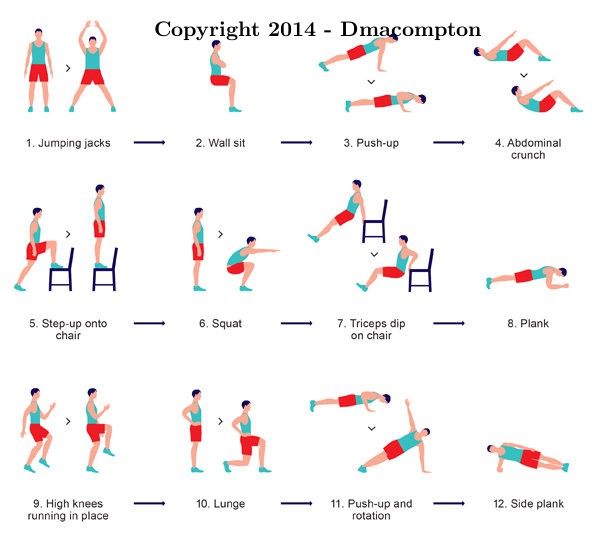 Copyright 2014 - Dmacompton
1. Jumping jacks
2. Wall sit
3. Push-up
4. Abdominal
crunch
5. Step-up onto
chair
6. Squat
7. Triceps dip
on chair
8. Plank
9. High knees
running in place
10. Lunge
11. Push-up and
rotation
12. Side plank